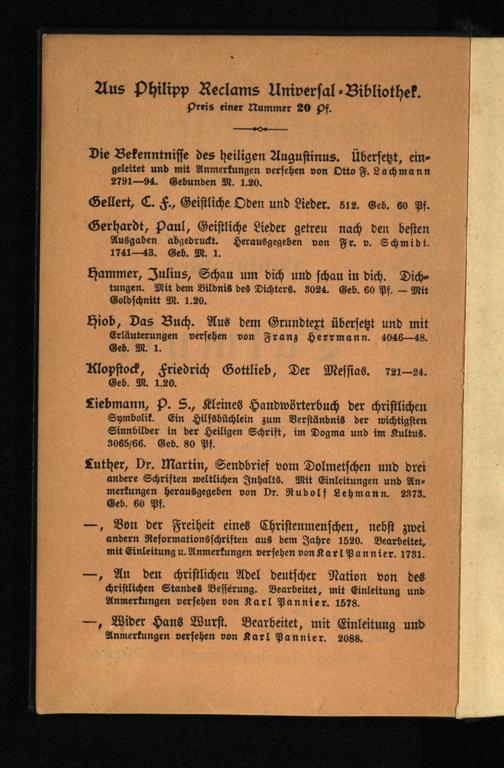 Aus Philipp Reclams Universal-Bibliothek.
Preis einer Nummer 20 Pf.
Die Bekenntnisse des heiligen Augustinus. Übersetzt, ein-
geleitet und mit Anmerkungen versehen von Otto F. Lachmann
2791—94. Gebunden M. 1.20.
Gellert, C. F., Geistliche Oden und Lieder. 512. Geb. 60 Pf.
Gerhardt, Paul, Geistliche Lieder getreu nach den besten
Ausgaben abgedruckt. Herausgegeben von Fr. v. Schmidt.
1741—43. Geb. M. 1.
Hammer, Julius, Schau um dich und schau in dich. Dich-
tungen. Mit dem Bildnis des Dichters. 3024. Geb. 60 Pf. — Mit
Goldschnitt M. 1.20.
Hiob, Das Buch. Aus dem Grundtext übersetzt und mit
Erläuterungen versehen von Franz Herrmann. 4046—48.
Geb. M. 1.
Klopstock, Friedrich Gottlieb, Der Messias. 721—24.
Geb. M. 1.20.
Liebmann, P. S., Kleines Handwörterbuch der christlichen
Symbolik. Ein Hilfsbüchlein zum Verständnis der wichtigsten
Sinnbilder in der Heiligen Schrift, im Dogma und im Kultus.
3065/66. Geb. 80 Pf.
Luther, Dr. Martin, Sendbrief vom Dolmetschen und drei
andere Schriften weltlichen Inhalts. Mit Einleitungen und An-
merkungen herausgegeben von Dr. Rudolf Lehmann. 2373.
Geb. 60 Pf.
—, Von der Freiheit eines Christenmenschen, nebst zwei
andern Reformationsschriften aus dem Jahre 1520. Bearbeitet,
mit Einleitung u. Anmerkungen versehen von Karl Pannier. 1731.
—, An den christlichen Adel deutscher Nation von des
christlichen Standes Besserung. Bearbeitet, mit Einleitung und
Anmerkungen versehen von Karl Pannier. 1578.
—, Wider Hans Wurst. Bearbeitet, mit Einleitung und
Anmerkungen versehen von Karl Pannier. 2088.